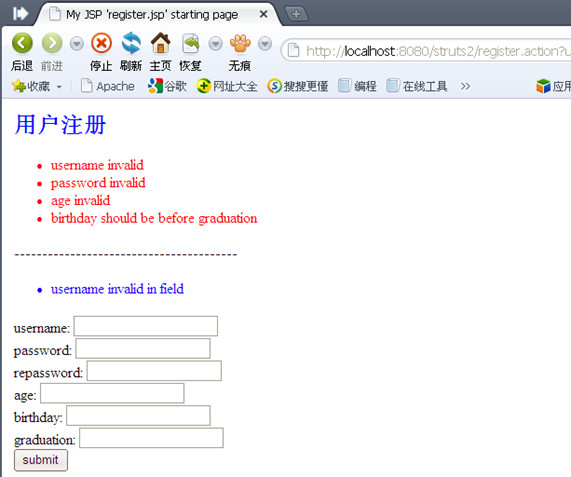 My JSP 'register.jsp' starting page
后退 前进 停止 刷新 主页 恢复 无痕
http://localhost:8080/struts2/register.action?u
收藏 Apache 谷歌 网址大全 搜搜更懂 编程 在线工具 >> 应
用户注册
username invalid
password invalid
age invalid
birthday should be before graduation
----------------------------------------
username invalid in field
username:
password:
repassword:
age:
birthday:
graduation:
submit